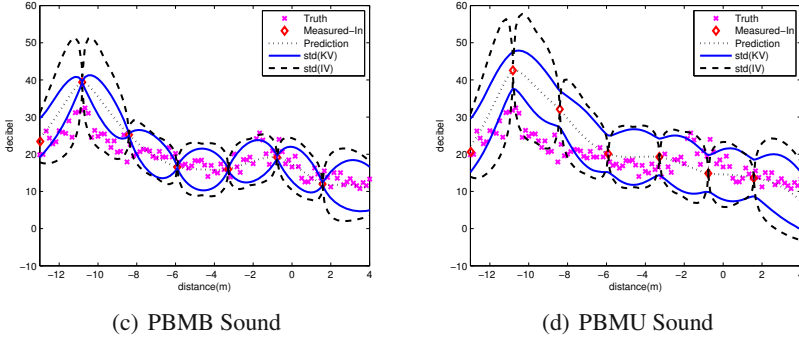 60
50
40
30
20
10
0
−10
decibel
−12
−10
−8
−6
−4
−2
0
2
4
distance(m)
Truth
Measured−In
Prediction
std(KV)
std(IV)
(c) PBMB Sound
60
50
40
30
20
10
0
−10
decibel
−12
−10
−8
−6
−4
−2
0
2
4
distance(m)
Truth
Measured−In
Prediction
std(KV)
std(IV)
(d) PBMU Sound